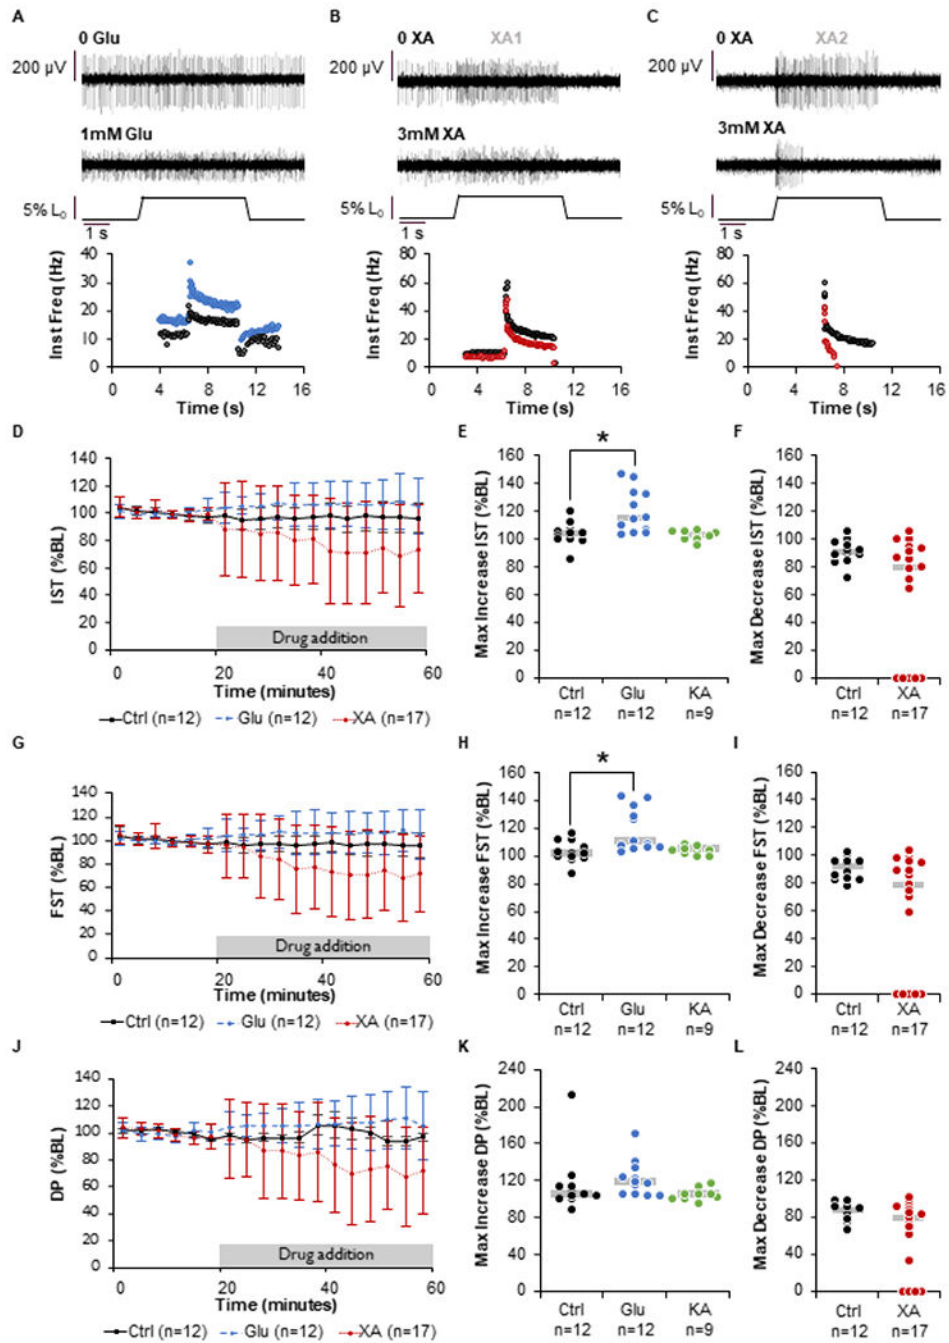 A
B
C
0 Glu
0 XA
XA1
0 XA
XA2
200 µV
200 µV
200 µV
1mM Glu
3mM XA
3mM XA
5% L0
5% L0
5% L0
1 s
1 s
1 s
Inst Freq (Hz)
40
30
20
10
0
0 4 8 12 16
Time (s)
Inst Freq (Hz)
80
60
40
20
0
0 4 8 12 16
Time (s)
Inst Freq (Hz)
80
60
40
20
0
0 4 8 12 16
Time (s)
D
IST (%BL)
140
120
100
80
60
40
20
0
Drug addition
0 20 40 60
Time (minutes)
Ctrl (n=12) Glu (n=12) XA (n=17)
E
Max Increase IST (%BL)
160
140
120
100
80
60
40
20
0
*
Ctrl Glu KA
n=12 n=12 n=9
F
Max Decrease IST (%BL)
160
140
120
100
80
60
40
20
0
Ctrl XA
n=12 n=17
G
FST (%BL)
140
120
100
80
60
40
20
0
Drug addition
0 20 40 60
Time (minutes)
Ctrl (n=12) Glu (n=12) XA (n=17)
H
Max Increase FST (%BL)
160
140
120
100
80
60
40
20
0
*
Ctrl Glu KA
n=12 n=12 n=9
I
Max Decrease FST (%BL)
160
140
120
100
80
60
40
20
0
Ctrl XA
n=12 n=17
J
DP (%BL)
140
120
100
80
60
40
20
0
Drug addition
0 20 40 60
Time (minutes)
Ctrl (n=12) Glu (n=12) XA (n=17)
K
Max Increase DP (%BL)
240
200
160
120
80
40
0
Ctrl Glu KA
n=12 n=12 n=9
L
Max Decrease DP (%BL)
240
200
160
120
80
40
0
Ctrl XA
n=12 n=17